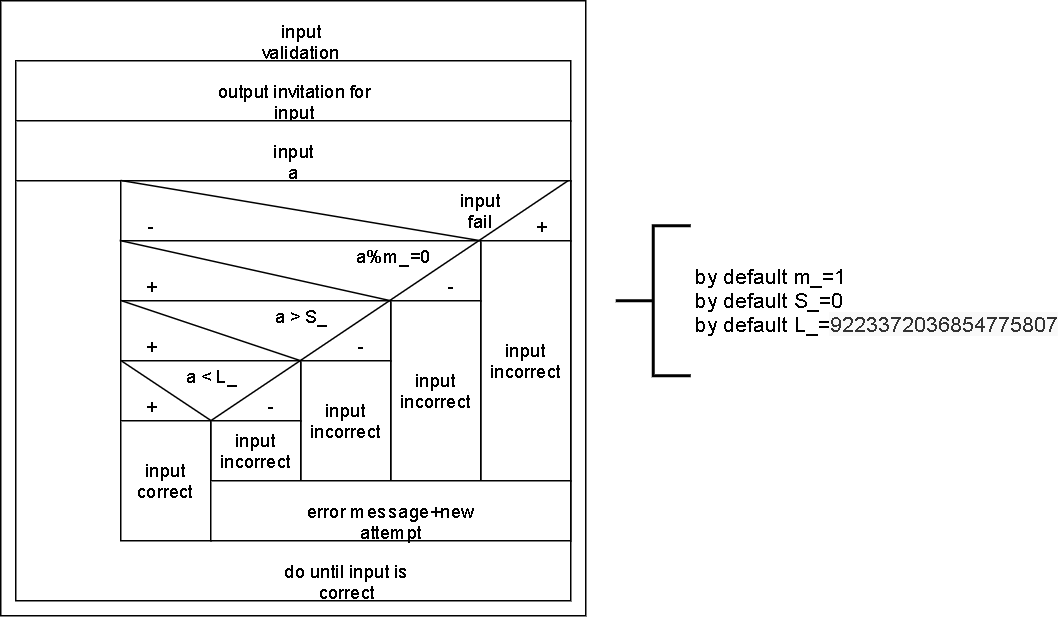 input
validation
output invitation for
input
input
a
input
fail
-
+
a%m_=0
+
-
a > S_
+
-
a < L_
+
-
input
correct
input
incorrect
input
incorrect
input
incorrect
input
incorrect
error message+new
attempt
do until input is
correct
by default m_=1
by default S_=0
by default L_=9223372036854775807